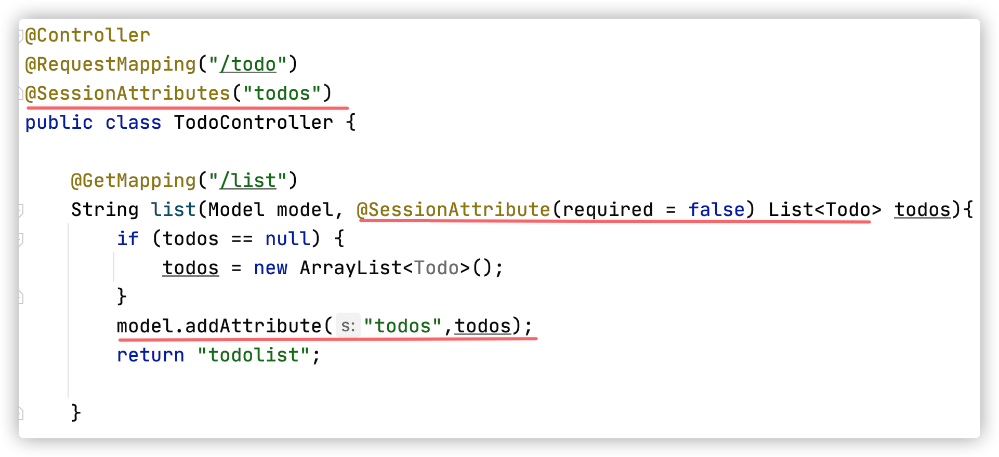 @Controller
@RequestMapping("/todo")
@SessionAttributes("todos")
public class TodoController {
@GetMapping("/list")
String list(Model model, @SessionAttribute(required = false) List<Todo> todos){
if (todos == null) {
todos = new ArrayList<Todo>();
}
model.addAttribute( s: "todos",todos);
return "todolist";
}